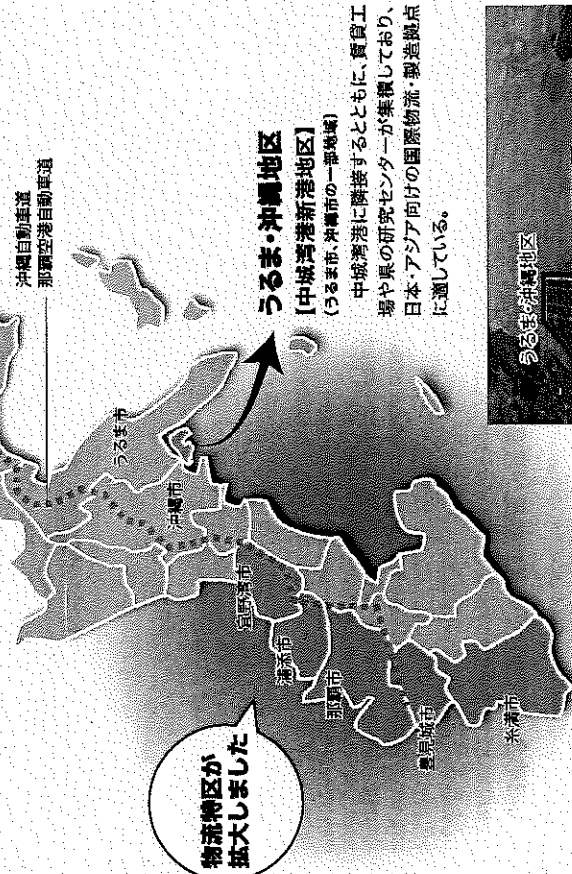 沖縄自動車道
那覇空港自動車道
うるま市
沖縄市
宜野湾市
浦添市
那覇市
豊見城市
糸満市
物流特区が
拡大しました
うるま・沖縄地区
【中城湾港新港地区】
(うるま市、沖縄市の一部地域)
中城湾港に隣接するとともに、賃貸工
場や県の研究センターが集積しており、
日本・アジア向けの国際物流・製造拠点
に適している。
うるま・沖縄地区